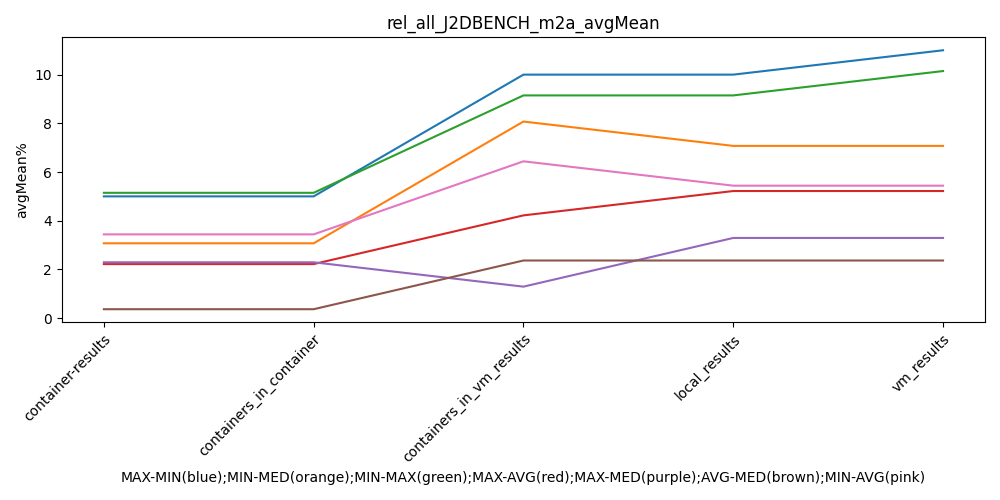 rel_all_J2DBENCH_m2a_avgMean
avgMean%
10
8
6
4
2
0
container-results
containers_in_container
containers_in_vm_results
local_results
vm_results
MAX-MIN(blue);MIN-MED(orange);MIN-MAX(green);MAX-AVG(red);MAX-MED(purple);AVG-MED(brown);MIN-AVG(pink)